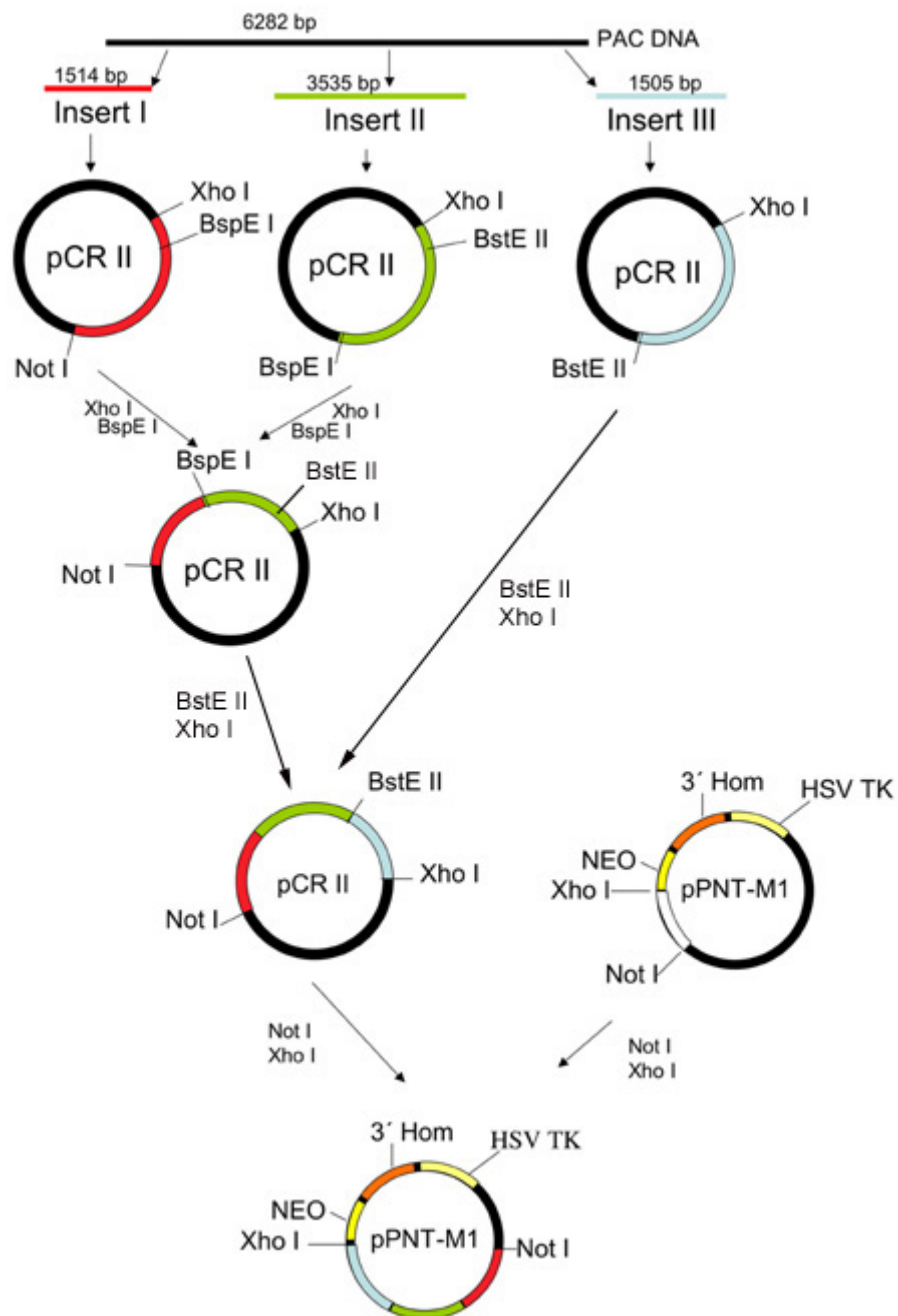 6282 bp
PAC DNA
1514 bp
3535 bp
1505 bp
Insert I
Insert II
Insert III
Xho I
BspE I
pCR II
Not I
Xho I
BstE II
pCR II
BspE I
Xho I
pCR II
BstE II
Xho I
BspE I
Xho I
BspE I
BspE I
BstE II
Xho I
Not I
pCR II
BstE II
Xho I
BstE II
Xho I
BstE II
pCR II
Xho I
Not I
3´ Hom
HSV TK
NEO
Xho I
pPNT-M1
Not I
Not I
Xho I
Not I
Xho I
3´ Hom
HSV TK
NEO
Xho I
pPNT-M1
Not I